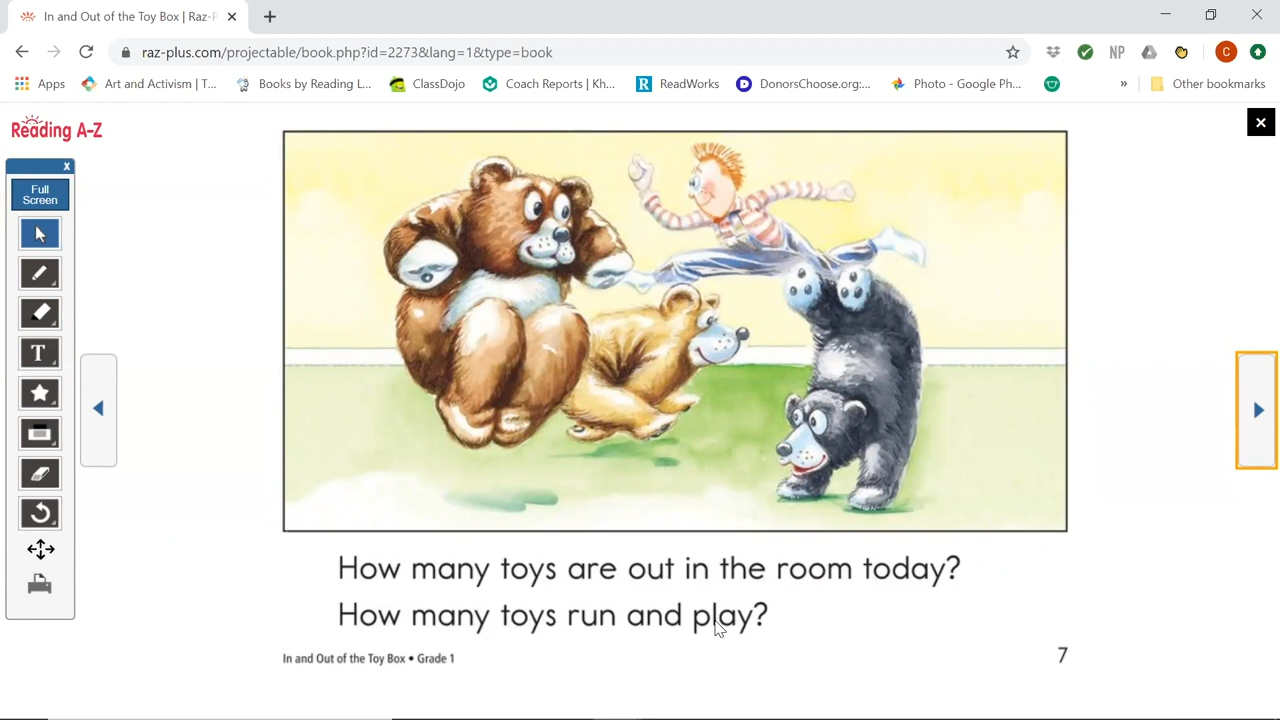 In and Out of the Toy Box | Raz-P
raz-plus.com/projectable/book.php?id=2273&lang=1&type=book
NP
C
Apps
Art and Activism | T...
Books by Reading L...
ClassDojo
Coach Reports | Kh...
R
ReadWorks
DonorsChoose.org:...
Photo - Google Ph...
»
Other bookmarks
Reading A-Z
x
Full
Screen
T
How many toys are out in the room today?
How many toys run and play?
In and Out of the Toy Box • Grade 1
7